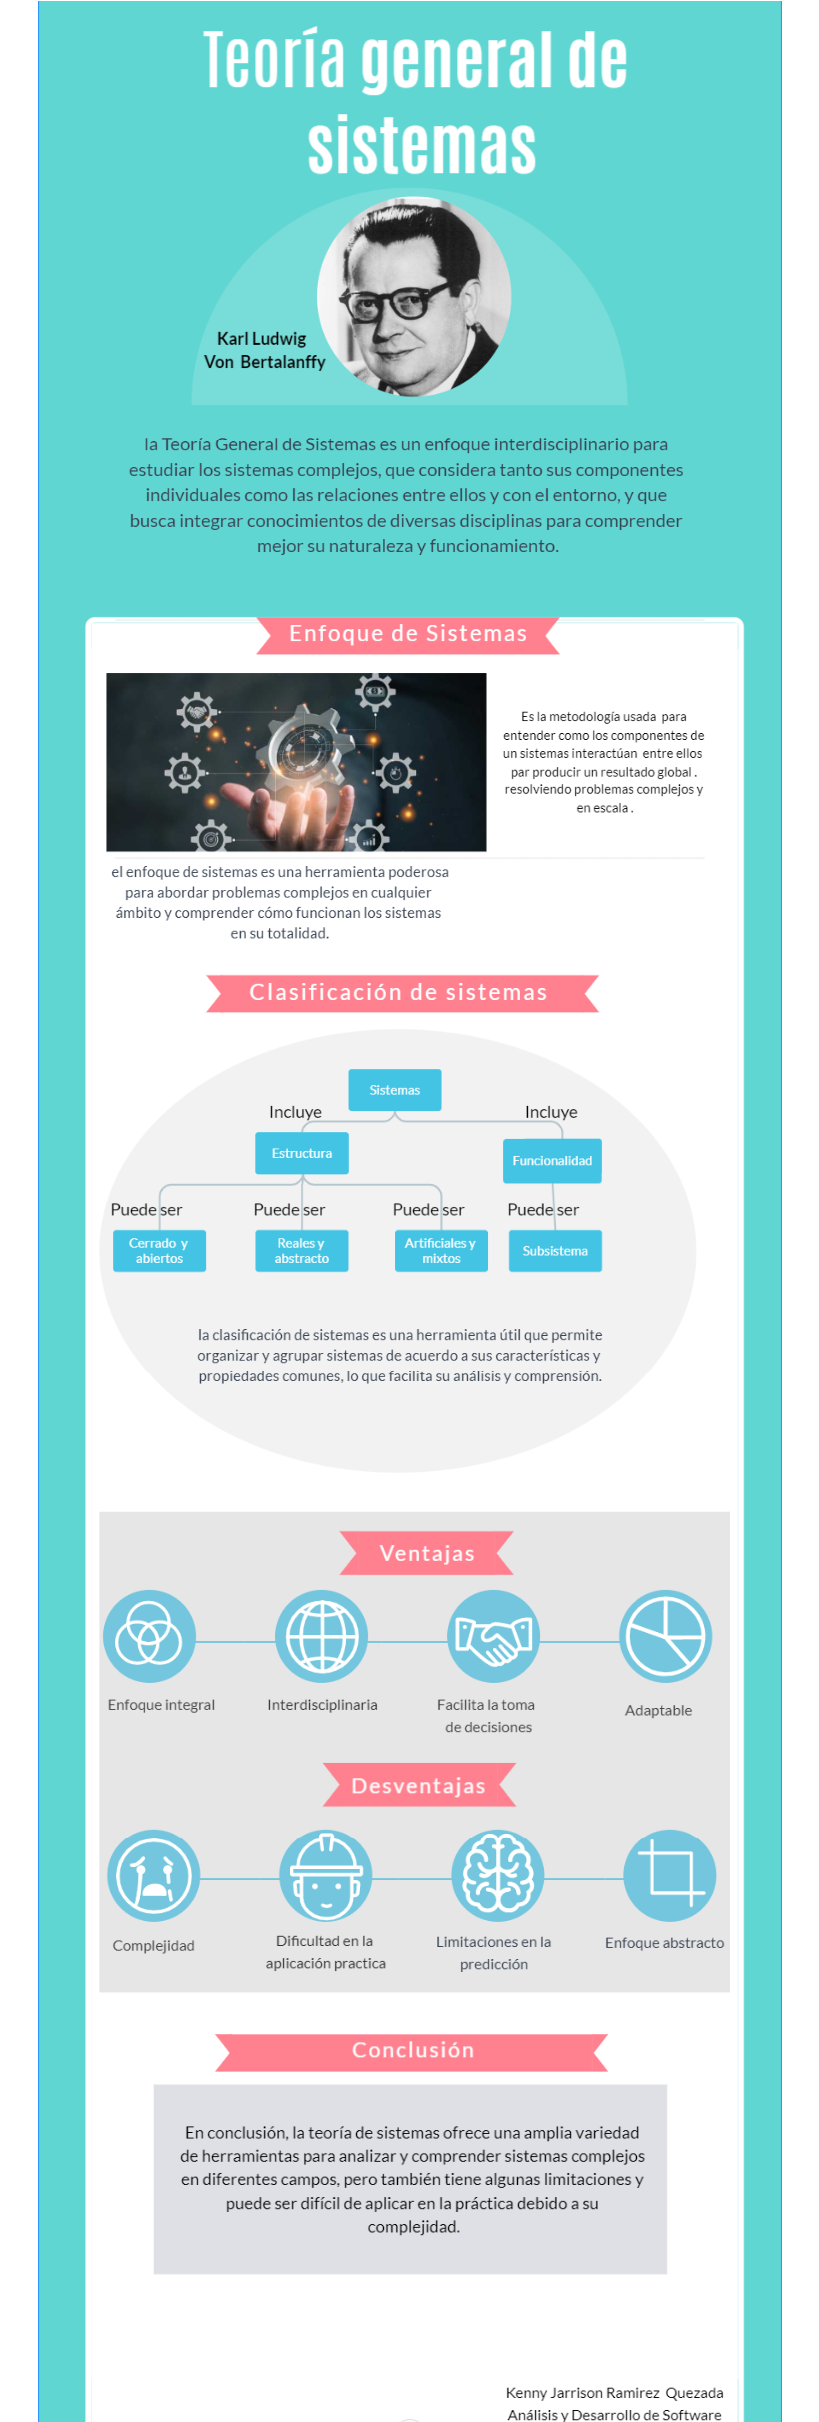 Teoría general de
sistemas
Karl Ludwig
Von Bertalanffy
la Teoría General de Sistemas es un enfoque interdisciplinario para
estudiar los sistemas complejos, que considera tanto sus componentes
individuales como las relaciones entre ellos y con el entorno, y que
busca integrar conocimientos de diversas disciplinas para comprender
mejor su naturaleza y funcionamiento.
Enfoque de Sistemas
Es la metodología usada para
entender como los componentes de
un sistemas interactúan entre ellos
par producir un resultado global .
resolviendo problemas complejos y
en escala .
el enfoque de sistemas es una herramienta poderosa
para abordar problemas complejos en cualquier
ámbito y comprender cómo funcionan los sistemas
en su totalidad.
Clasificación de sistemas
Sistemas
Incluye
Incluye
Estructura
Funcionalidad
Puede ser
Puede ser
Puede ser
Puede ser
Cerrado y
abiertos
Reales y
abstracto
Artificiales y
mixtos
Subsistema
la clasificación de sistemas es una herramienta útil que permite
organizar y agrupar sistemas de acuerdo a sus características y
propiedades comunes, lo que facilita su análisis y comprensión.
Ventajas
Enfoque integral
Interdisciplinaria
Facilita la toma
de decisiones
Adaptable
Desventajas
Complejidad
Dificultad en la
aplicación practica
Limitaciones en la
predicción
Enfoque abstracto
Conclusión
En conclusión, la teoría de sistemas ofrece una amplia variedad
de herramientas para analizar y comprender sistemas complejos
en diferentes campos, pero también tiene algunas limitaciones y
puede ser difícil de aplicar en la práctica debido a su
complejidad.
Kenny Jarrison Ramirez Quezada
Análisis y Desarrollo de Software